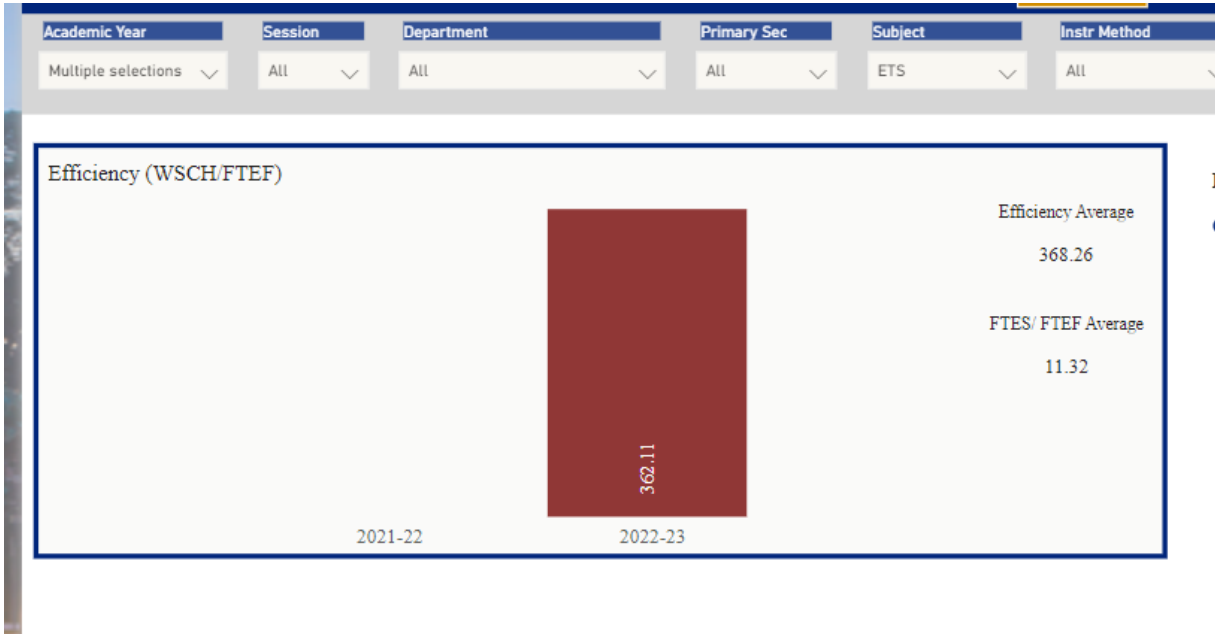 Academic Year Session Department Primary Sec Subject Instr Method
Multiple selections All All All ETS All
Efficiency (WSCH/FTEF)
Efficiency Average
368.26
FTES/ FTEF Average
11.32
362.11
2021-22 2022-23